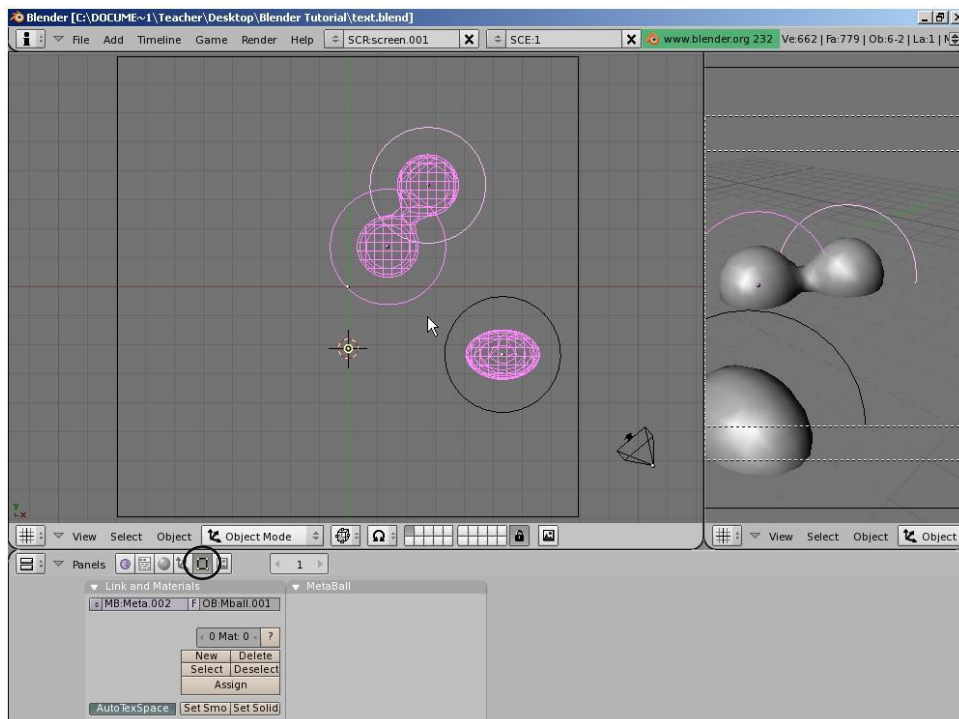 Blender [C:\DOCUME~1\Teacher\Desktop\Blender Tutorial\text.blend]
File Add Timeline Game Render Help SCR:screen.001 X SCE:1 X www.blender.org 232 Ve:662 | Fa:779 | Ob:6-2 | La:1 |
y
x
View Select Object Object Mode View Select Object Object
Panels 1
Link and Materials MetaBall
MB:Meta.002 F OB:Mball.001
0 Mat: 0 ?
New Delete
Select Deselect
Assign
AutoTexSpace Set Smo Set Solid